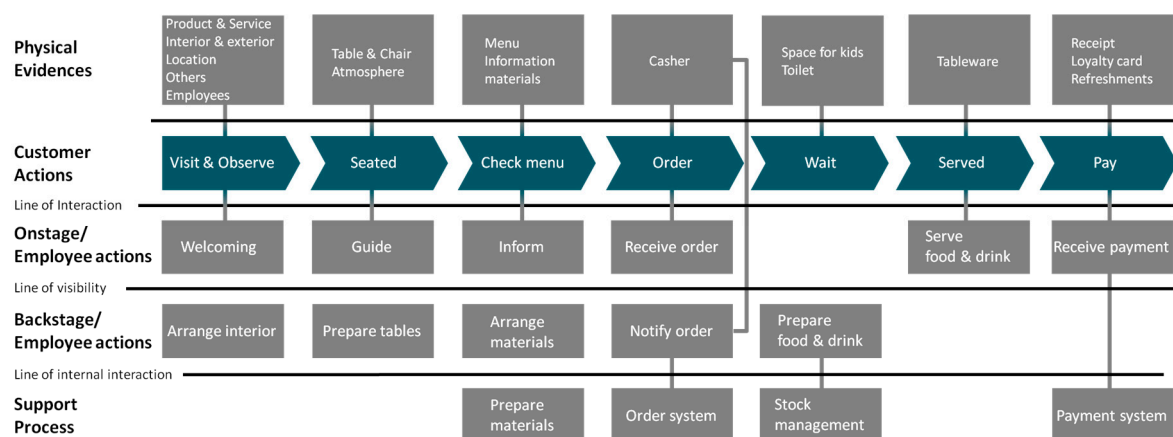 Physical
Evidences
Product & Service
Interior & exterior
Location
Others
Employees
Table & Chair
Atmosphere
Menu
Information
materials
Casher
Space for kids
Toilet
Tableware
Receipt
Loyalty card
Refreshments
Customer
Actions
Visit & Observe
Seated
Check menu
Order
Wait
Served
Pay
Line of Interaction
Onstage/
Employee actions
Welcoming
Guide
Inform
Receive order
Serve
food & drink
Receive payment
Line of visibility
Backstage/
Employee actions
Arrange interior
Prepare tables
Arrange
materials
Notify order
Prepare
food & drink
Line of internal interaction
Support
Process
Prepare
materials
Order system
Stock
management
Payment system